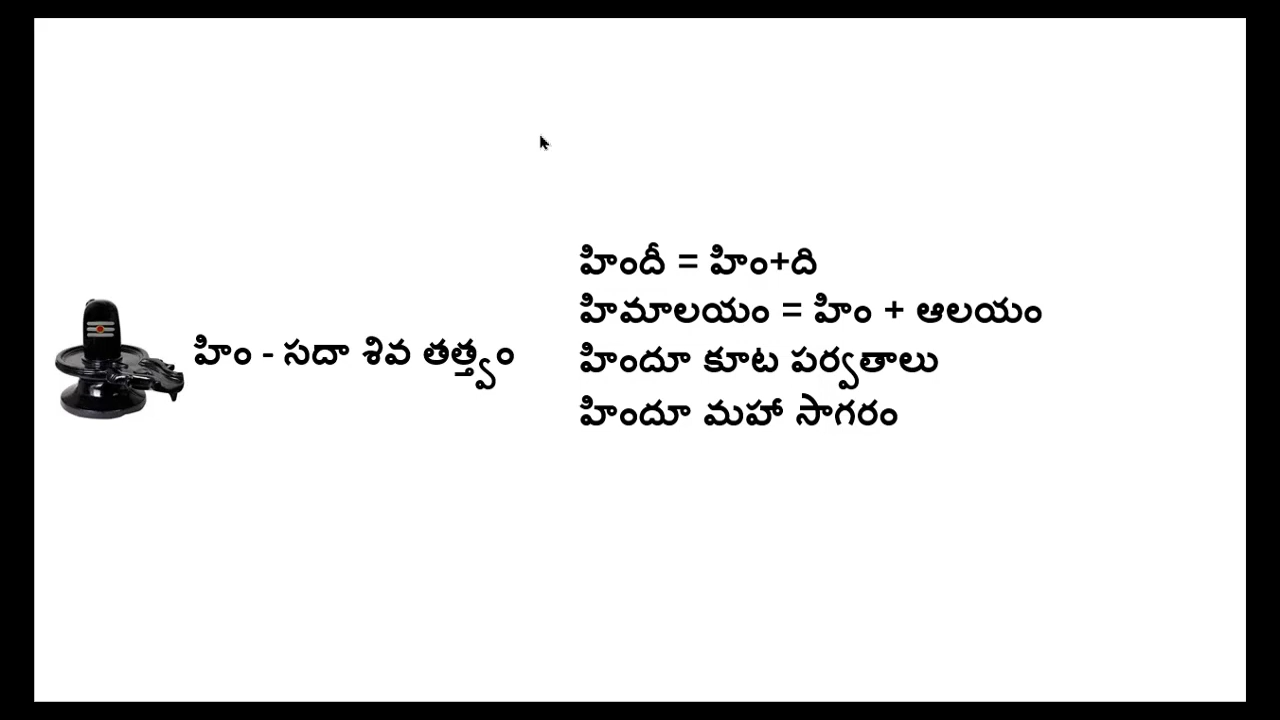 హిం - సదా శివ తత్త్వం
హిందీ = హిం+ది
హిమాలయం = హిం + ఆలయం
హిందూ కూట పర్వతాలు
హిందూ మహా సాగరం